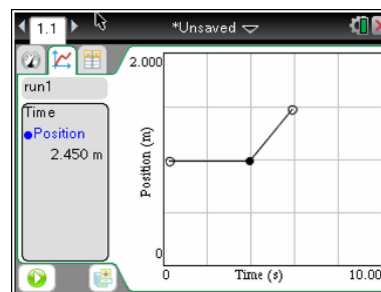 1.1
*Unsaved
run1
Time
Position
2.450 m
2.000
Position (m)
0
0
Time (s)
10.00